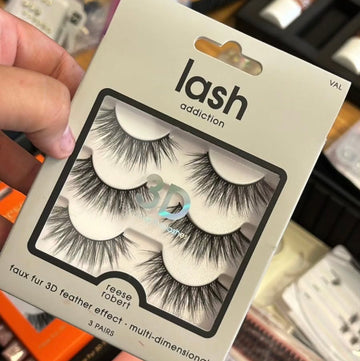 lash
addiction
VAL
3D
reese
robert
faux fur 3D feather effect · multi-dimensional
3 PAIRS